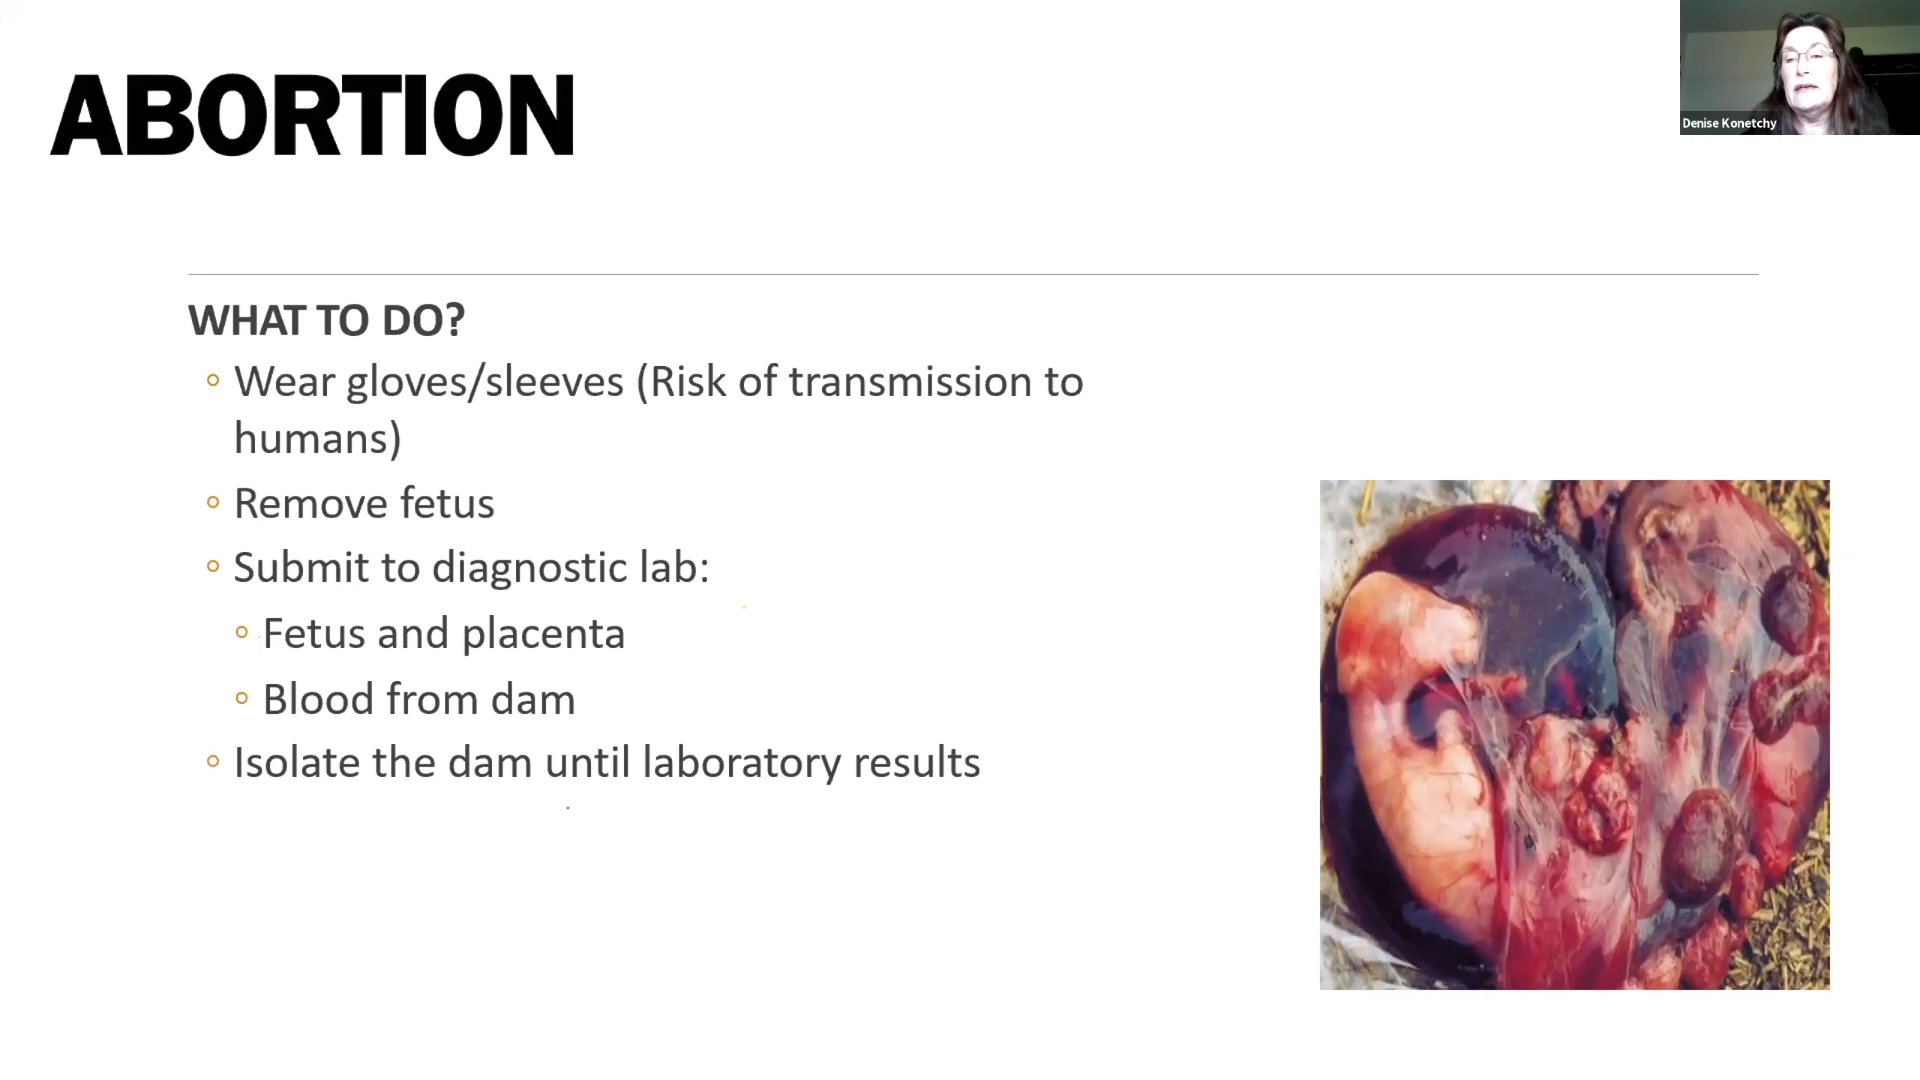 ABORTION
Denise Konetchy
WHAT TO DO?
◦ Wear gloves/sleeves (Risk of transmission to
humans)
◦ Remove fetus
◦ Submit to diagnostic lab:
◦ Fetus and placenta
◦ Blood from dam
◦ Isolate the dam until laboratory results